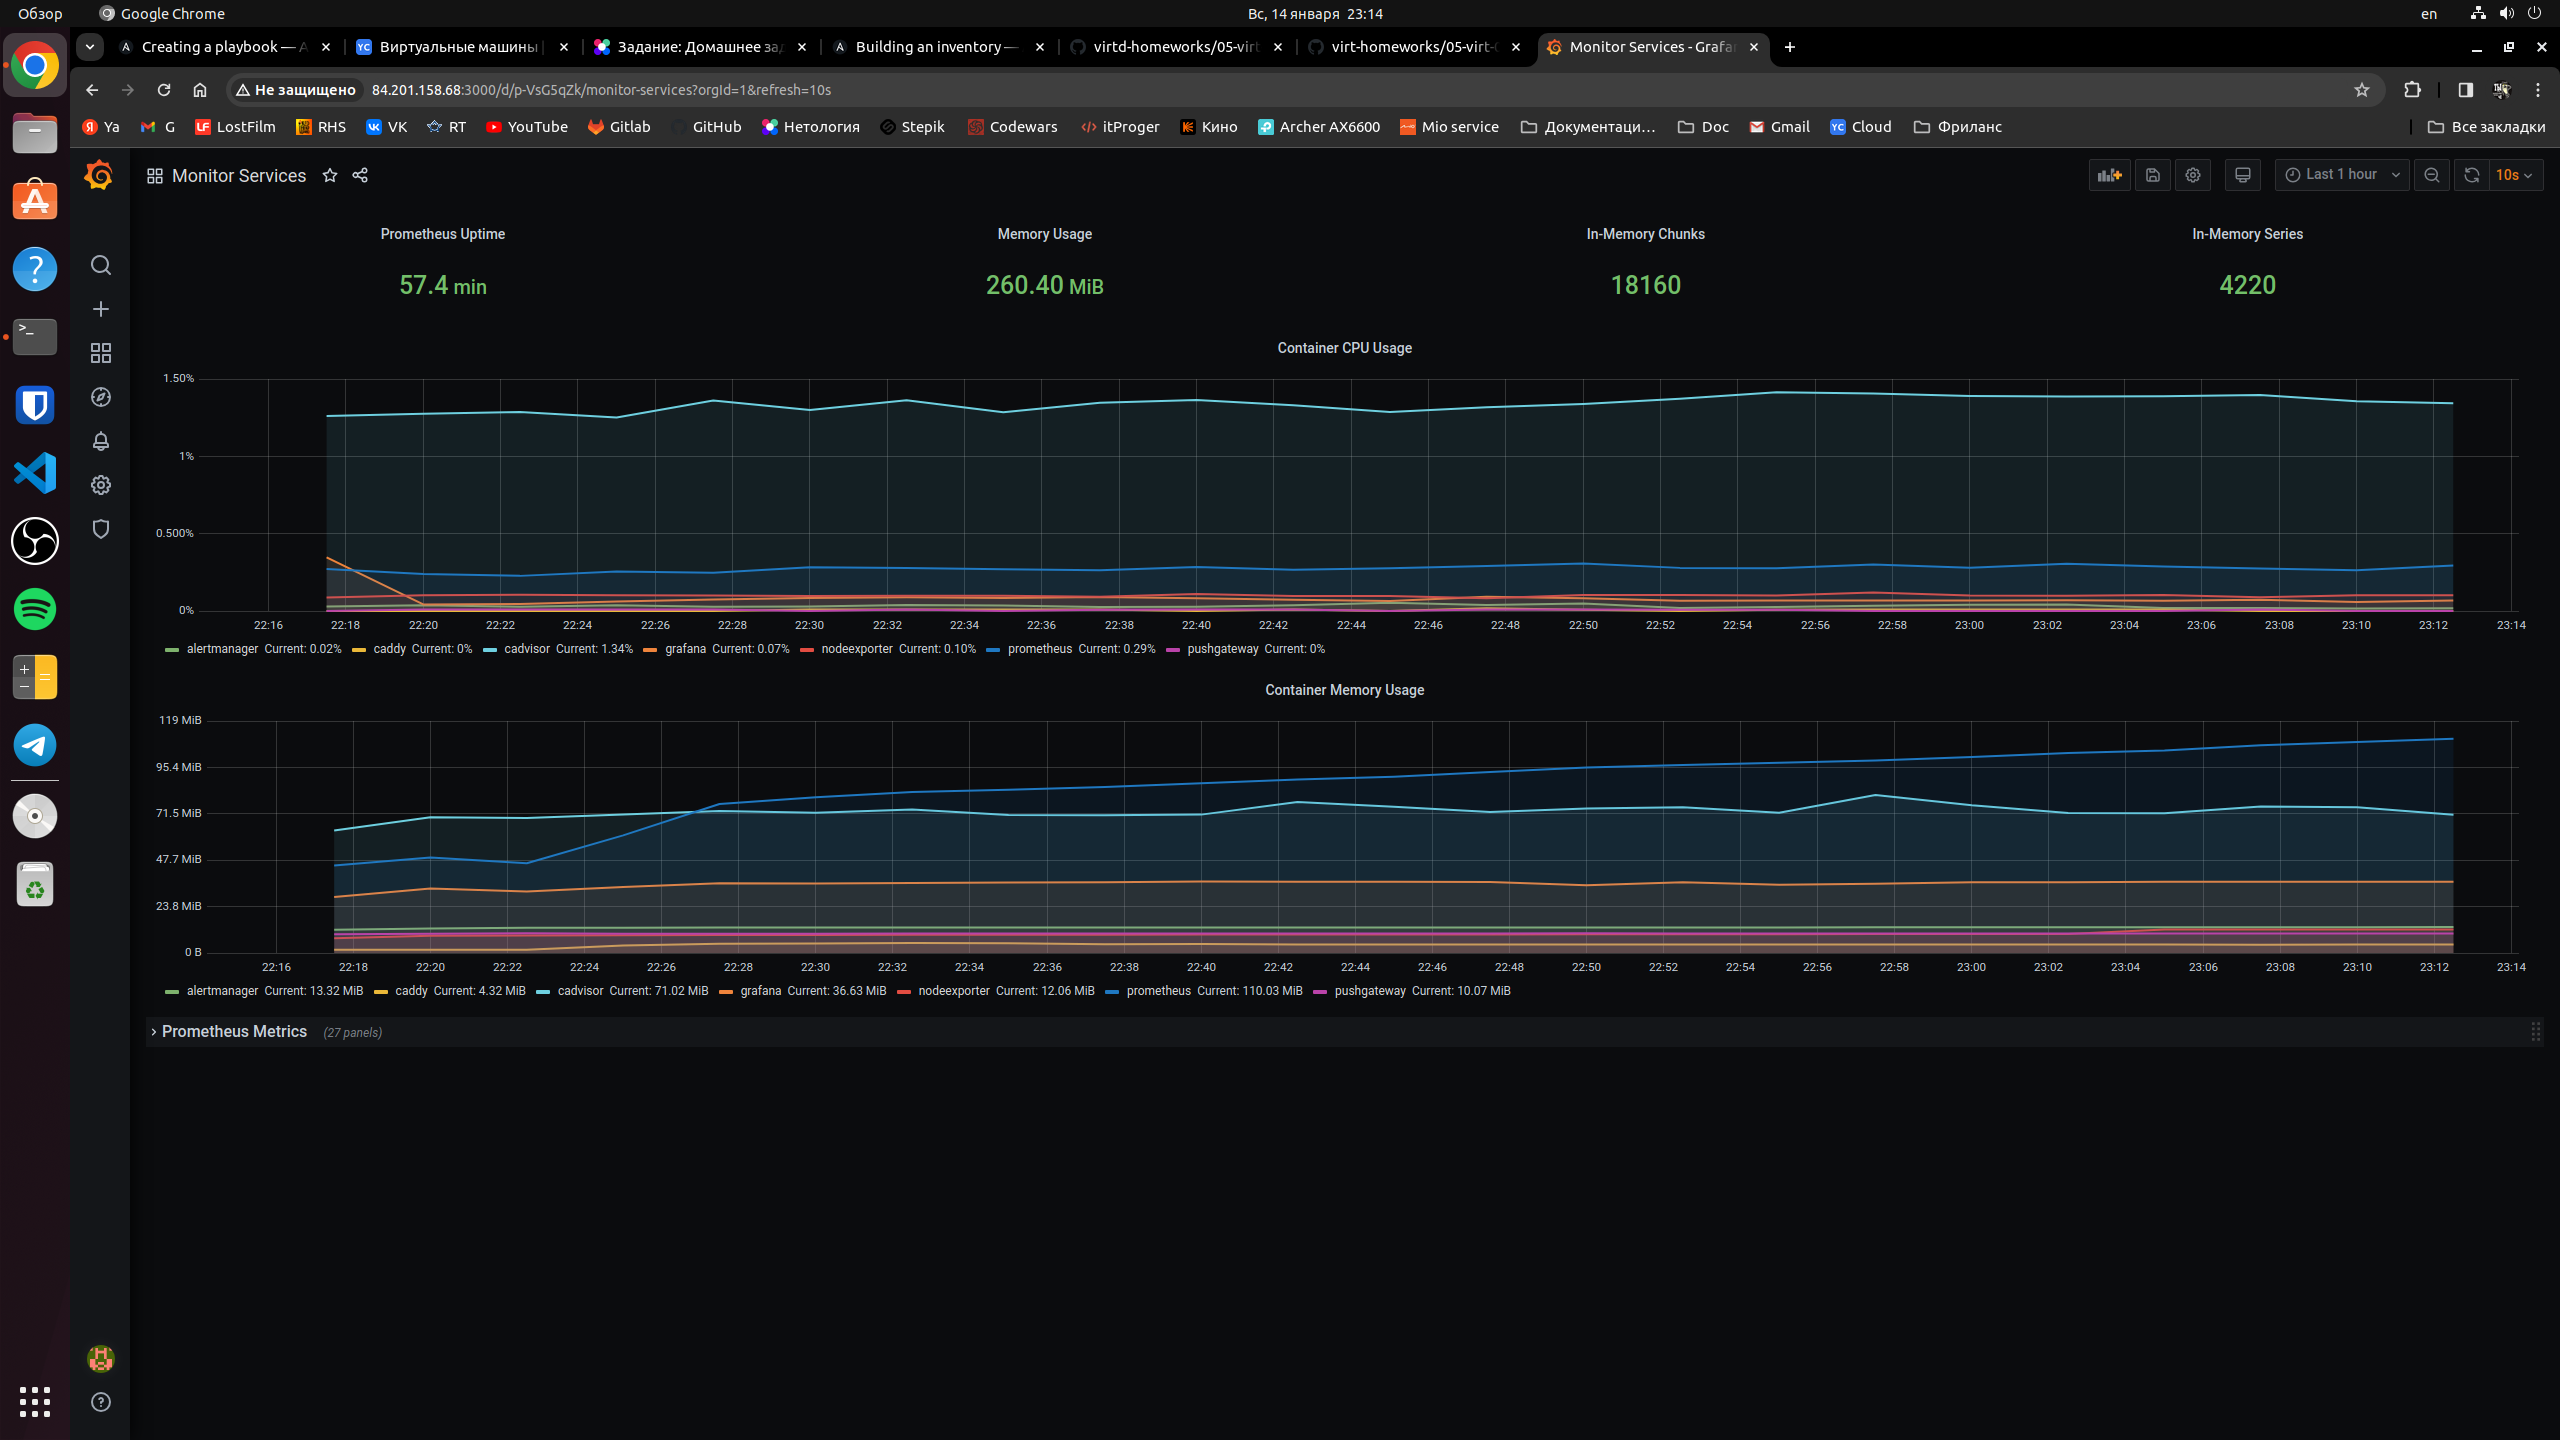 Обзор Google Chrome Вс, 14 января 23:14 en
Creating a playbook — A Виртуальные машины Задание: Домашнее зад Building an inventory — virtd-homeworks/05-virt virt-homeworks/05-virt-0 Monitor Services - Grafan
Не защищено 84.201.158.68:3000/d/p-VsG5qZk/monitor-services?orgId=1&refresh=10s
Ya G LostFilm RHS VK RT YouTube Gitlab GitHub Нетология Stepik Codewars itProger Кино Archer AX6600 Mio service Документаци… Doc Gmail Cloud Фриланс Все закладки
Monitor Services Last 1 hour 10s
Prometheus Uptime Memory Usage In-Memory Chunks In-Memory Series
57.4 min 260.40 MiB 18160 4220
Container CPU Usage
1.50%
1%
0.500%
0%
22:16 22:18 22:20 22:22 22:24 22:26 22:28 22:30 22:32 22:34 22:36 22:38 22:40 22:42 22:44 22:46 22:48 22:50 22:52 22:54 22:56 22:58 23:00 23:02 23:04 23:06 23:08 23:10 23:12 23:14
alertmanager Current: 0.02% caddy Current: 0% cadvisor Current: 1.34% grafana Current: 0.07% nodeexporter Current: 0.10% prometheus Current: 0.29% pushgateway Current: 0%
Container Memory Usage
119 MiB
95.4 MiB
71.5 MiB
47.7 MiB
23.8 MiB
0 B
22:16 22:18 22:20 22:22 22:24 22:26 22:28 22:30 22:32 22:34 22:36 22:38 22:40 22:42 22:44 22:46 22:48 22:50 22:52 22:54 22:56 22:58 23:00 23:02 23:04 23:06 23:08 23:10 23:12 23:14
alertmanager Current: 13.32 MiB caddy Current: 4.32 MiB cadvisor Current: 71.02 MiB grafana Current: 36.63 MiB nodeexporter Current: 12.06 MiB prometheus Current: 110.03 MiB pushgateway Current: 10.07 MiB
Prometheus Metrics (27 panels)